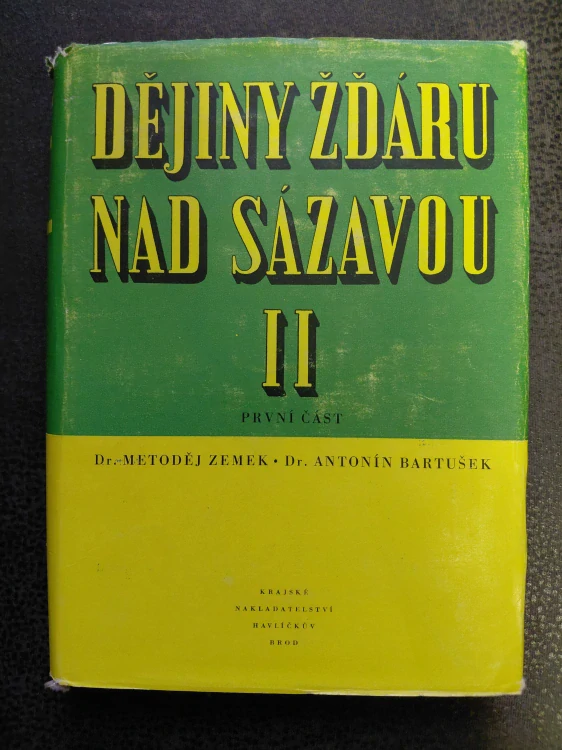 DĚJINY ŽĎÁRU
NAD SÁZAVOU
II
PRVNÍ ČÁST
Dr. METODĚJ ZEMEK • Dr. ANTONÍN BARTUŠEK
KRAJSKÉ
NAKLADATELSTVÍ
HAVLÍČKŮV
BROD